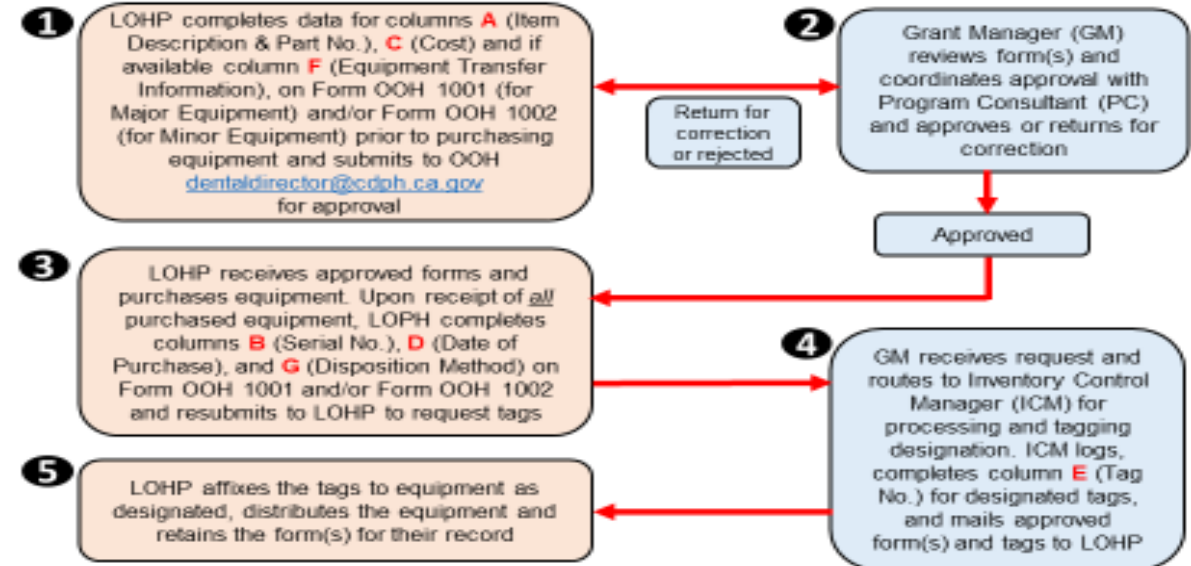 1
LOHP completes data for columns A (Item
Description & Part No.), C (Cost) and if
available column F (Equipment Transfer
Information), on Form OOH 1001 (for
Major Equipment) and/or Form OOH 1002
(for Minor Equipment) prior to purchasing
equipment and submits to OOH
dentaldirector@cdph.ca.gov
for approval
Return for
correction
or rejected
2
Grant Manager (GM)
reviews form(s) and
coordinates approval with
Program Consultant (PC)
and approves or returns for
correction
Approved
3
LOHP receives approved forms and
purchases equipment. Upon receipt of all
purchased equipment, LOPH completes
columns B (Serial No.), D (Date of
Purchase), and G (Disposition Method) on
Form OOH 1001 and/or Form OOH 1002
and resubmits to LOHP to request tags
4
GM receives request and
routes to Inventory Control
Manager (ICM) for
processing and tagging
designation. ICM logs,
completes column E (Tag
No.) for designated tags,
and mails approved
form(s) and tags to LOHP
5
LOHP affixes the tags to equipment as
designated, distributes the equipment and
retains the form(s) for their record